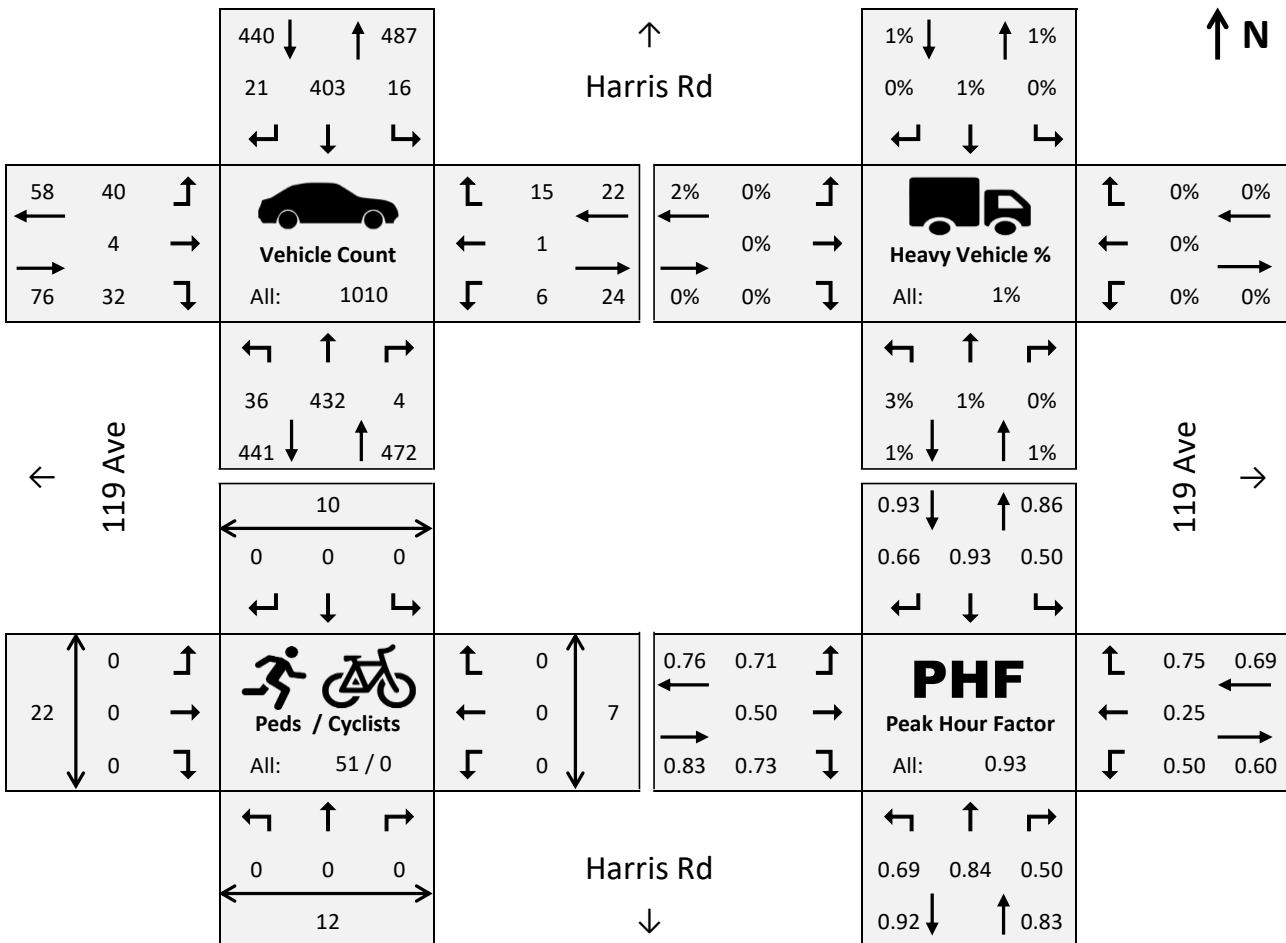 440 487 1% 1% N
Harris Rd
21 403 16 0% 1% 0%
58 40 15 22 2% 0% 0% 0%
4 1 0% 0%
Vehicle Count Heavy Vehicle %
76 32 All: 1010 6 24 0% 0% All: 1% 0% 0%
36 432 4 3% 1% 0%
441 472 1% 1%
119 Ave 119 Ave
10 0.93 0.86
0 0 0 0.66 0.93 0.50
0 0 0.76 0.71 PHF 0.75 0.69
22 0 Peds / Cyclists 0 7 0.50 Peak Hour Factor 0.25
0 All: 51 / 0 0 0.83 0.73 All: 0.93 0.50 0.60
0 0 0 Harris Rd 0.69 0.84 0.50
12 0.92 0.83